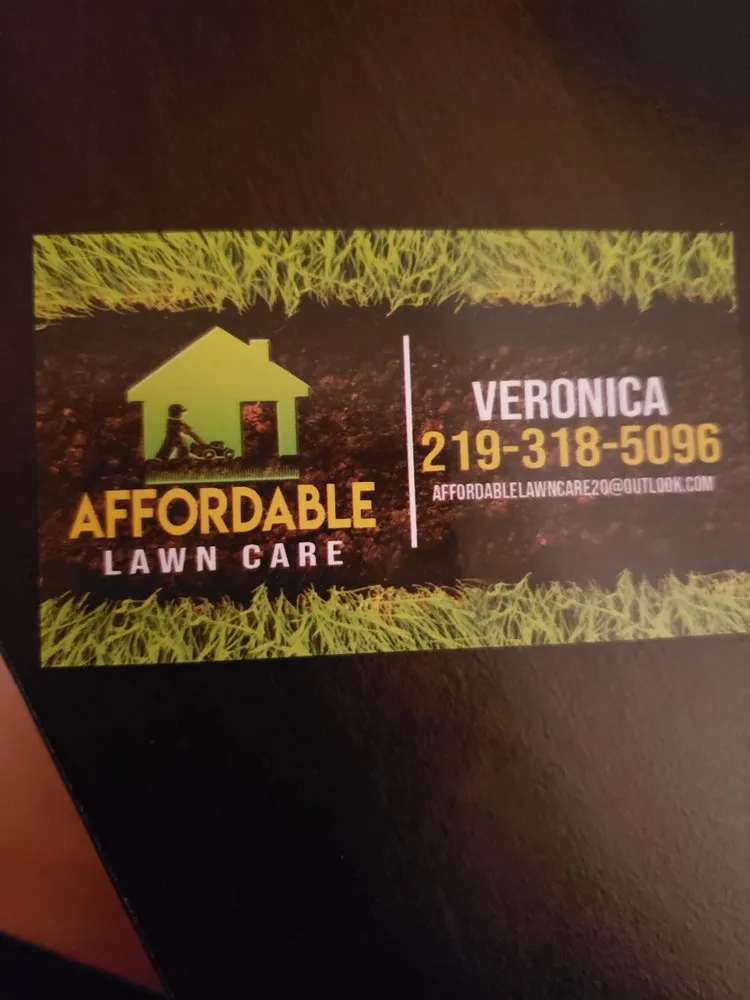 AFFORDABLE
LAWN CARE
VERONICA
219-318-5096
AFFORDABLELAWNCARE20@OUTLOOK.COM